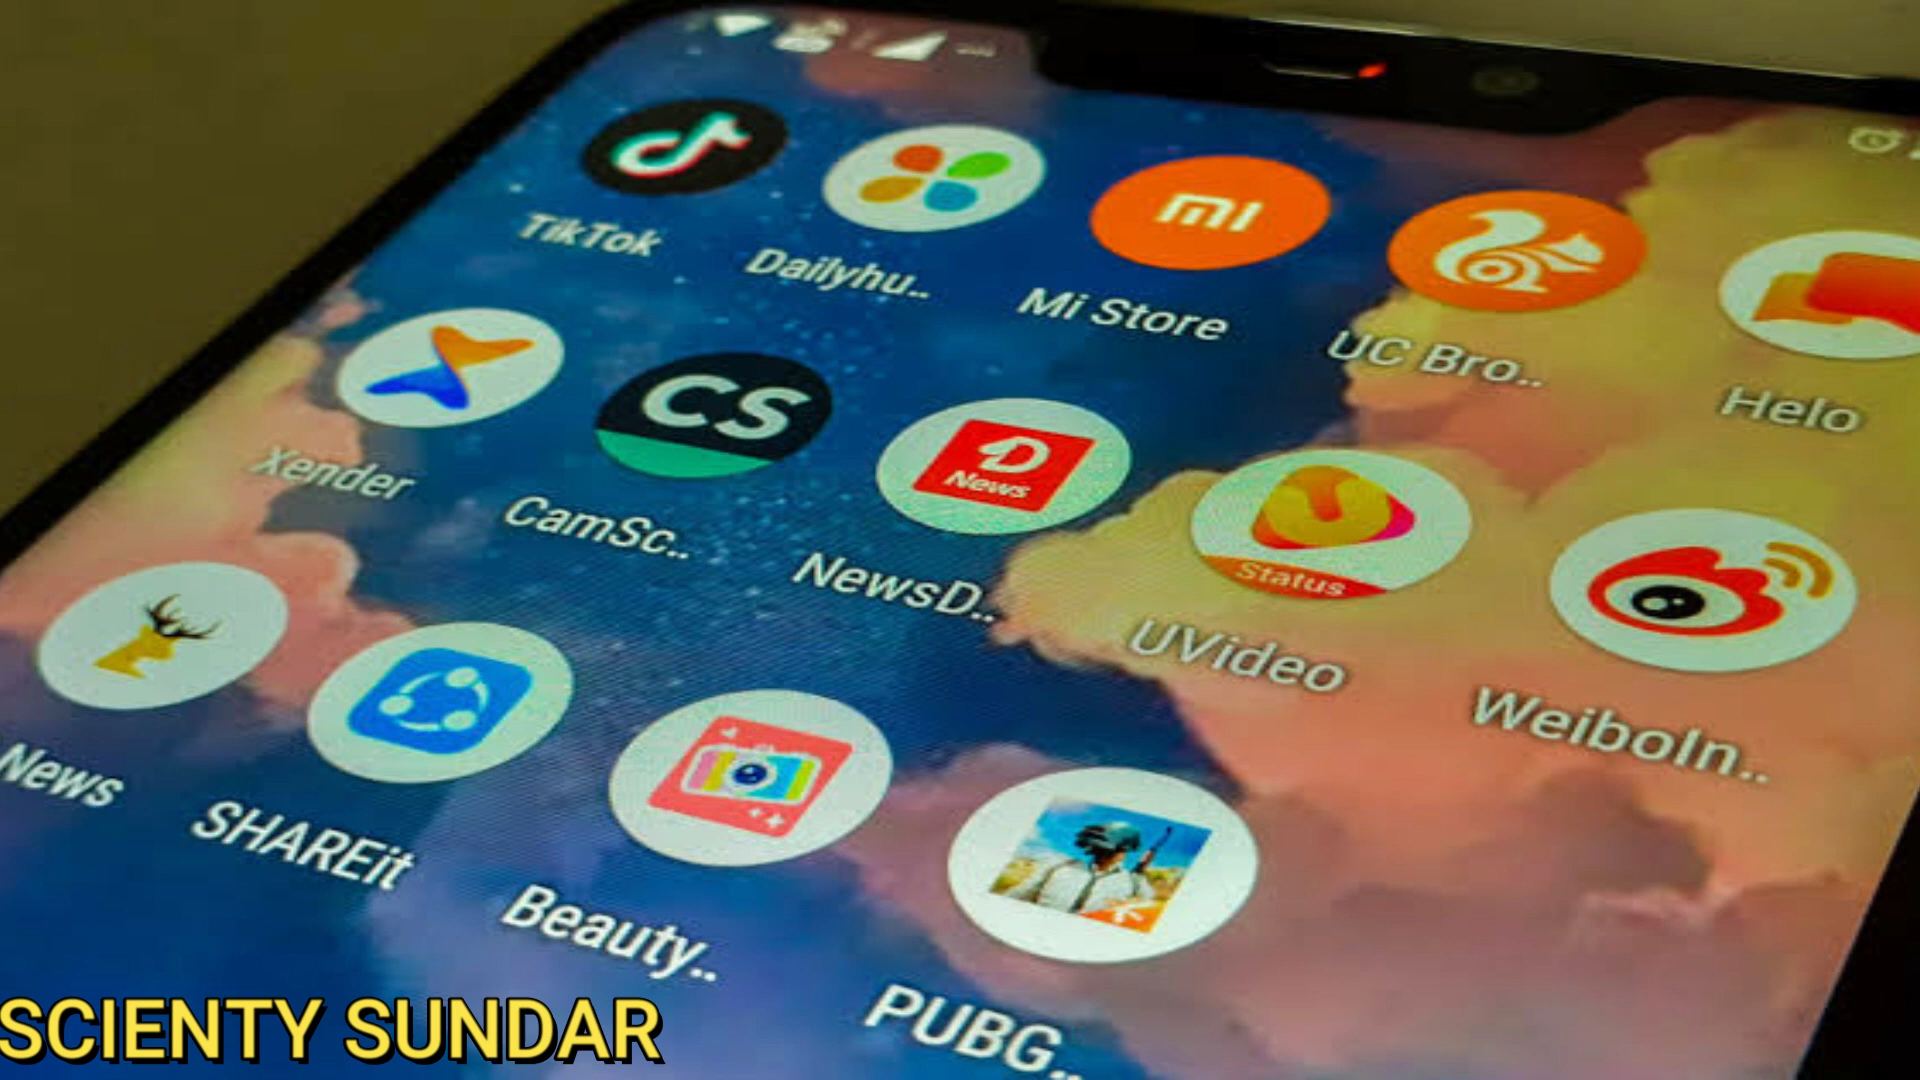 TikTok
Dailyhu..
Mi Store
UC Bro..
Helo
Xender
CamSc..
NewsD..
UVideo
WeiboIn..
News
SHAREit
Beauty..
PUBG..
MI
CS
D
News
Status
SCIENTY SUNDAR